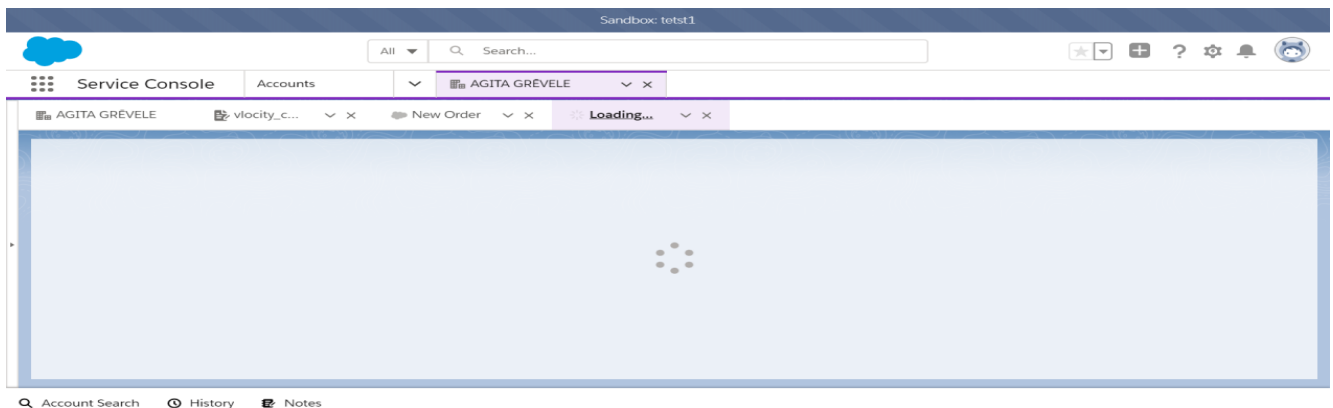 Sandbox: tetst1
All Search...
Service Console Accounts AGITA GRĒVELE
AGITA GRĒVELE vlocity_c... New Order Loading...
Account Search History Notes